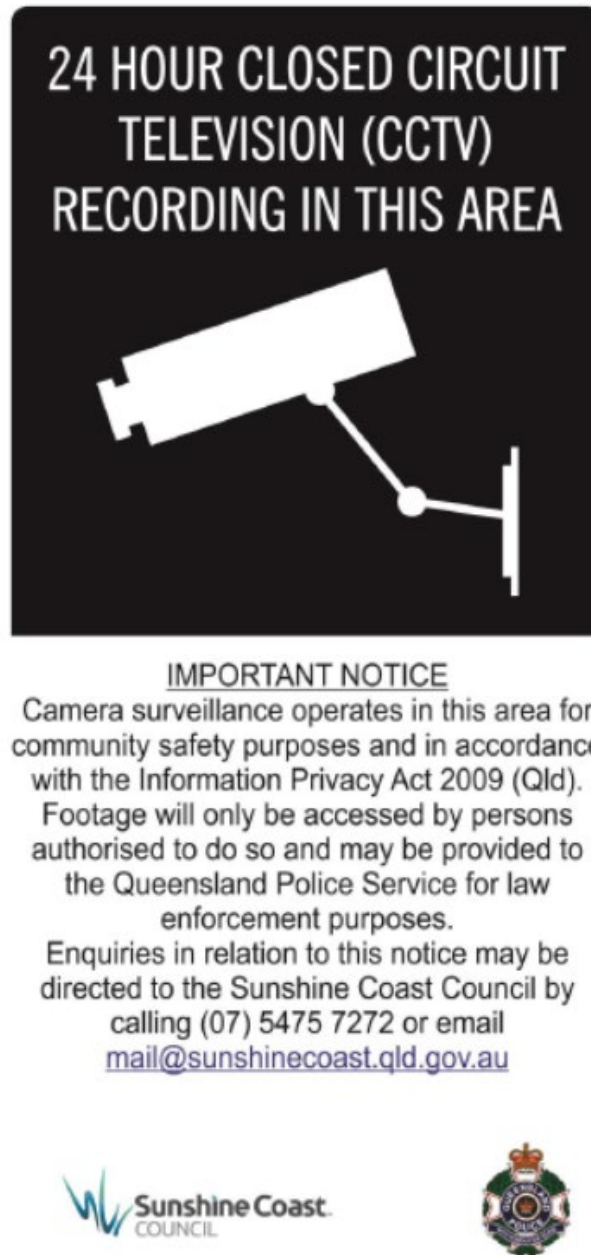 24 HOUR CLOSED CIRCUIT
TELEVISION (CCTV)
RECORDING IN THIS AREA
IMPORTANT NOTICE
Camera surveillance operates in this area for
community safety purposes and in accordance
with the Information Privacy Act 2009 (Qld).
Footage will only be accessed by persons
authorised to do so and may be provided to
the Queensland Police Service for law
enforcement purposes.
Enquiries in relation to this notice may be
directed to the Sunshine Coast Council by
calling (07) 5475 7272 or email
mail@sunshinecoast.qld.gov.au
Sunshine Coast
COUNCIL
QUEENSLAND
POLICE